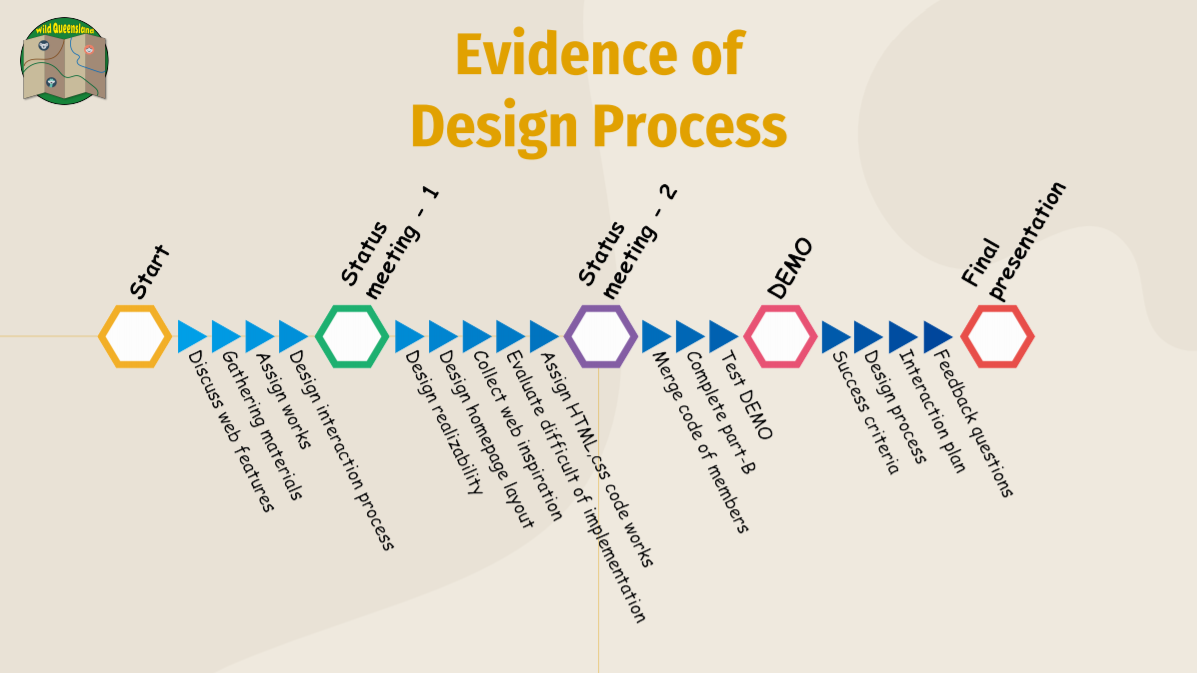 Wild Queensland
Evidence of
Design Process
Start
Status
meeting - 1
Status
meeting - 2
DEMO
Final
presentation
Discuss web features
Gathering materials
Assign works
Design interaction process
Design realizability
Design homepage layout
Collect web inspiration
Evaluate difficult of implementation
Assign HTML,css code works
Merge code of members
Complete part-B
Test DEMO
Success criteria
Design process
Interaction plan
Feedback questions